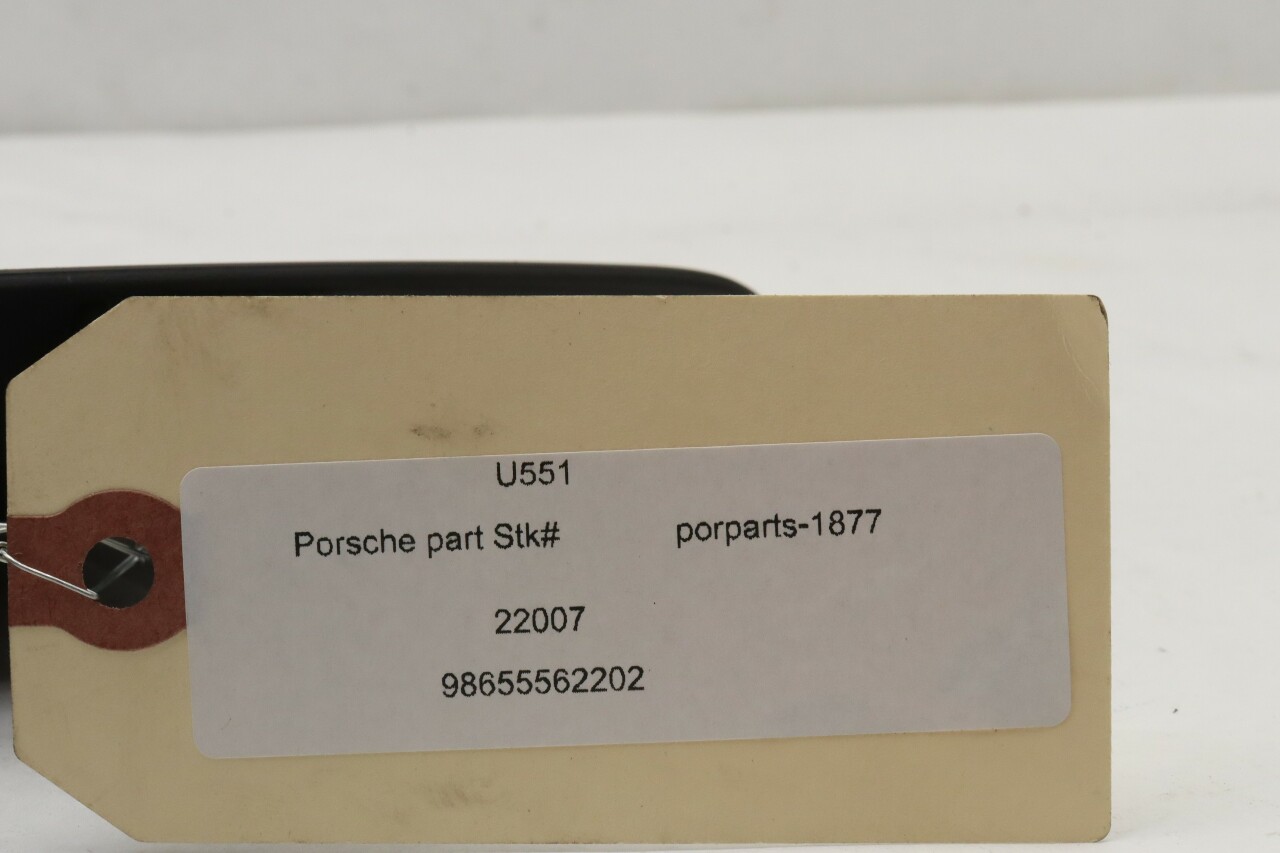 U551
Porsche part Stk# porparts-1877
22007
98655562202